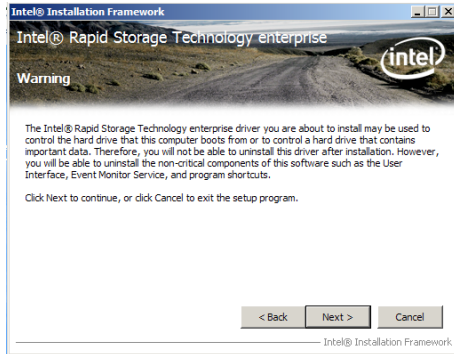 Intel® Installation Framework
Intel® Rapid Storage Technology enterprise
intel
Warning
The Intel® Rapid Storage Technology enterprise driver you are about to install may be used to
control the hard drive that this computer boots from or to control a hard drive that contains
important data. Therefore, you will not be able to uninstall this driver after installation. However,
you will be able to uninstall the non-critical components of this software such as the User
Interface, Event Monitor Service, and program shortcuts.
Click Next to continue, or click Cancel to exit the setup program.
< Back Next > Cancel
Intel® Installation Framework